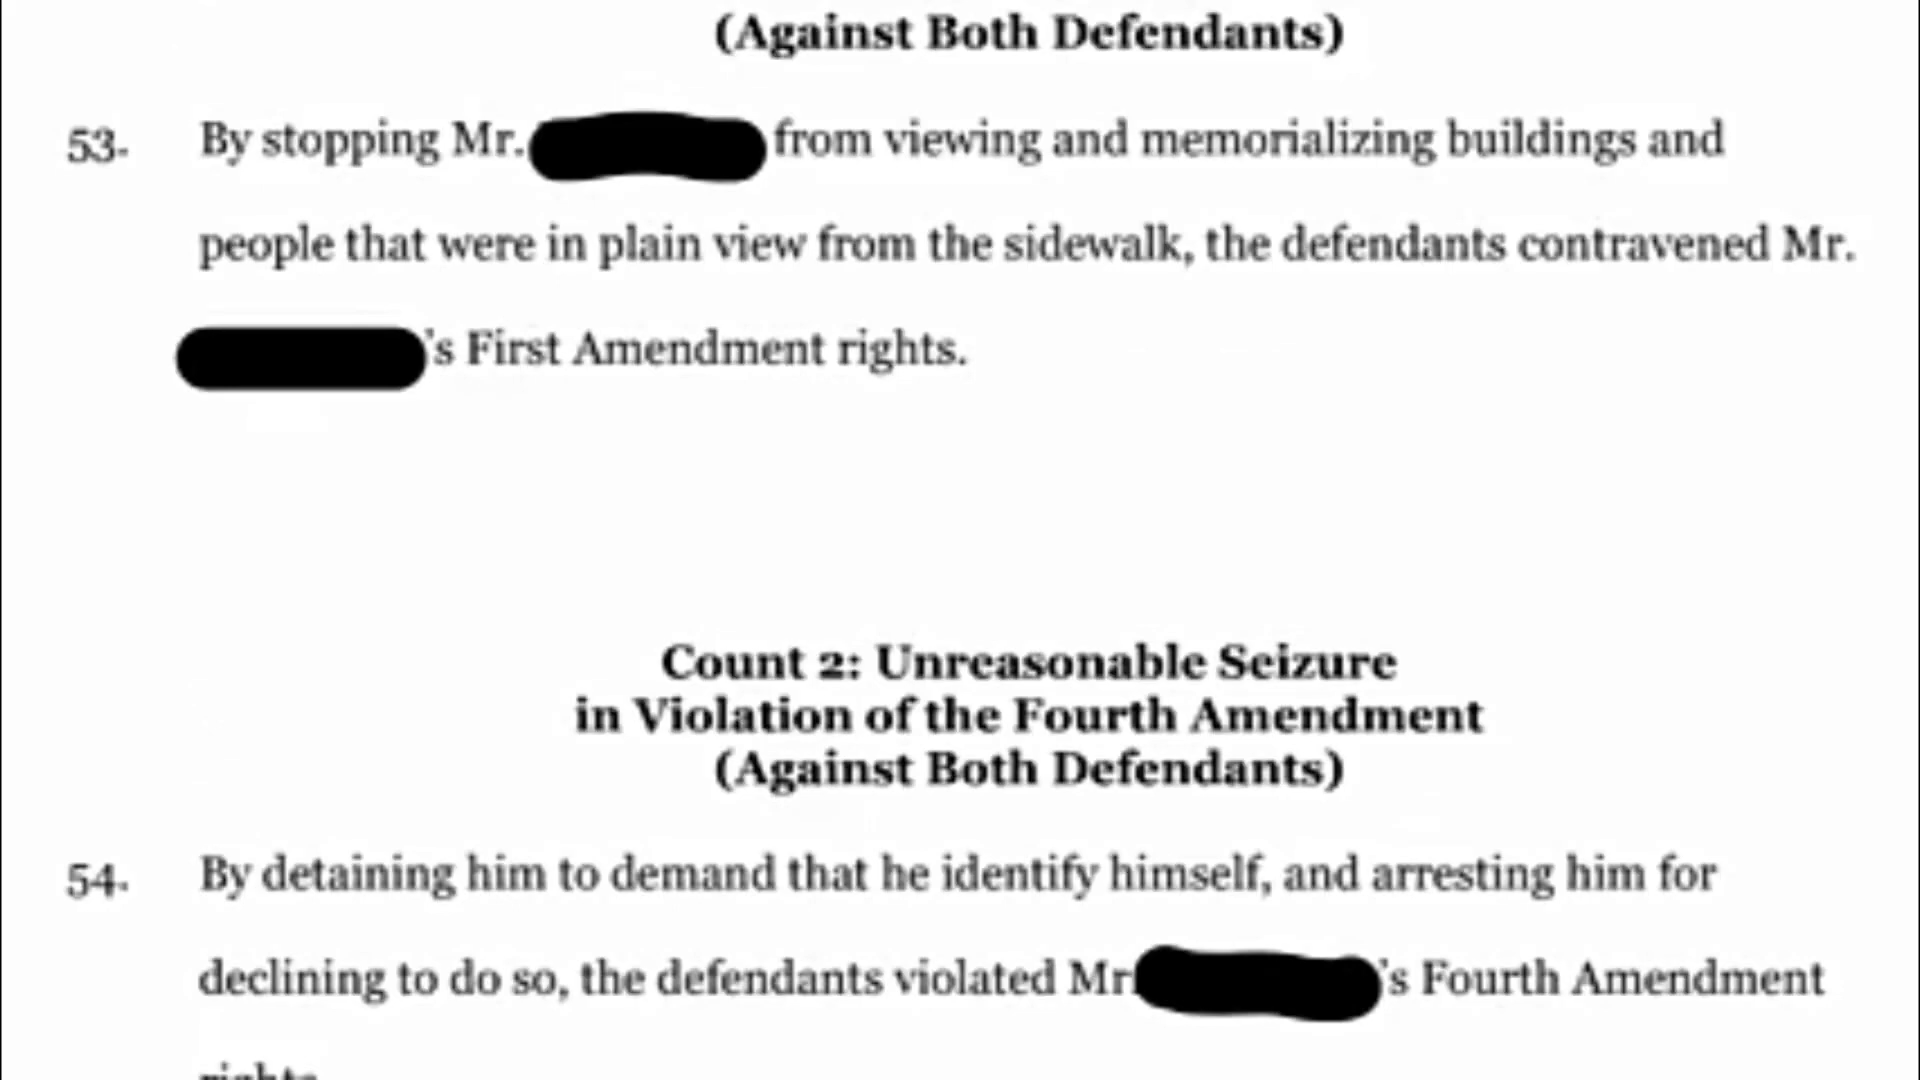 (Against Both Defendants)
53. By stopping Mr. from viewing and memorializing buildings and
people that were in plain view from the sidewalk, the defendants contravened Mr.
's First Amendment rights.
Count 2: Unreasonable Seizure
in Violation of the Fourth Amendment
(Against Both Defendants)
54. By detaining him to demand that he identify himself, and arresting him for
declining to do so, the defendants violated Mr 's Fourth Amendment
rights